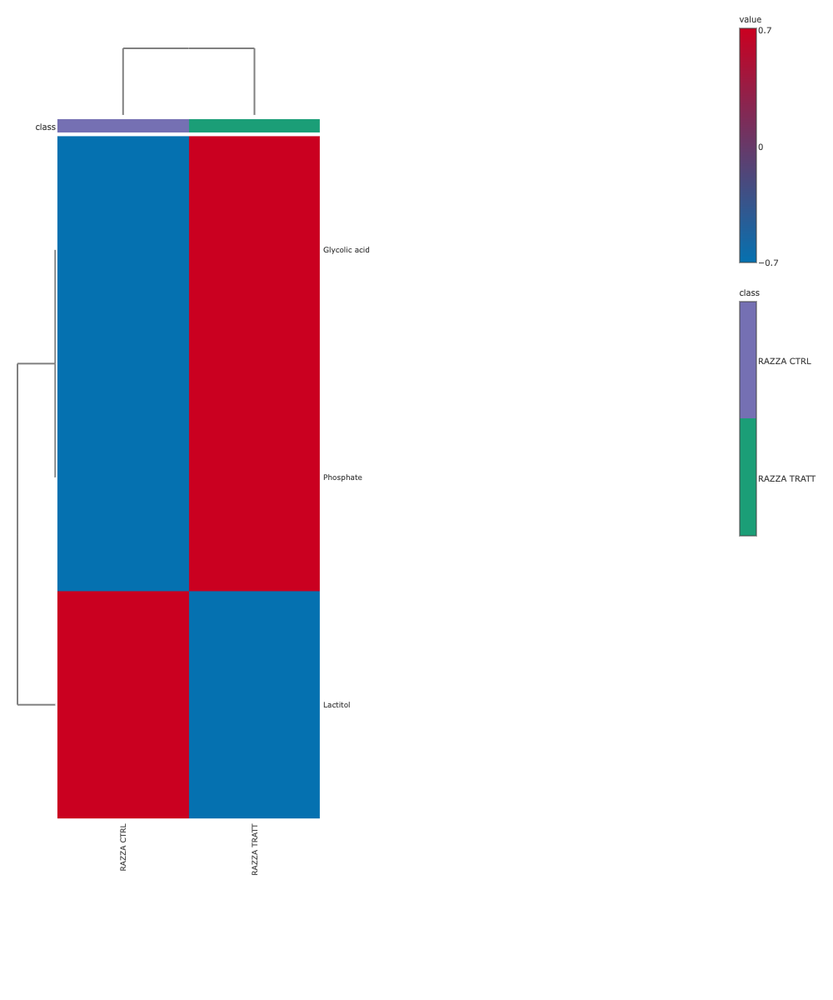 value
0.7
0
−0.7
class
RAZZA CTRL
RAZZA TRATT
class
Glycolic acid
Phosphate
Lactitol
RAZZA CTRL
RAZZA TRATT